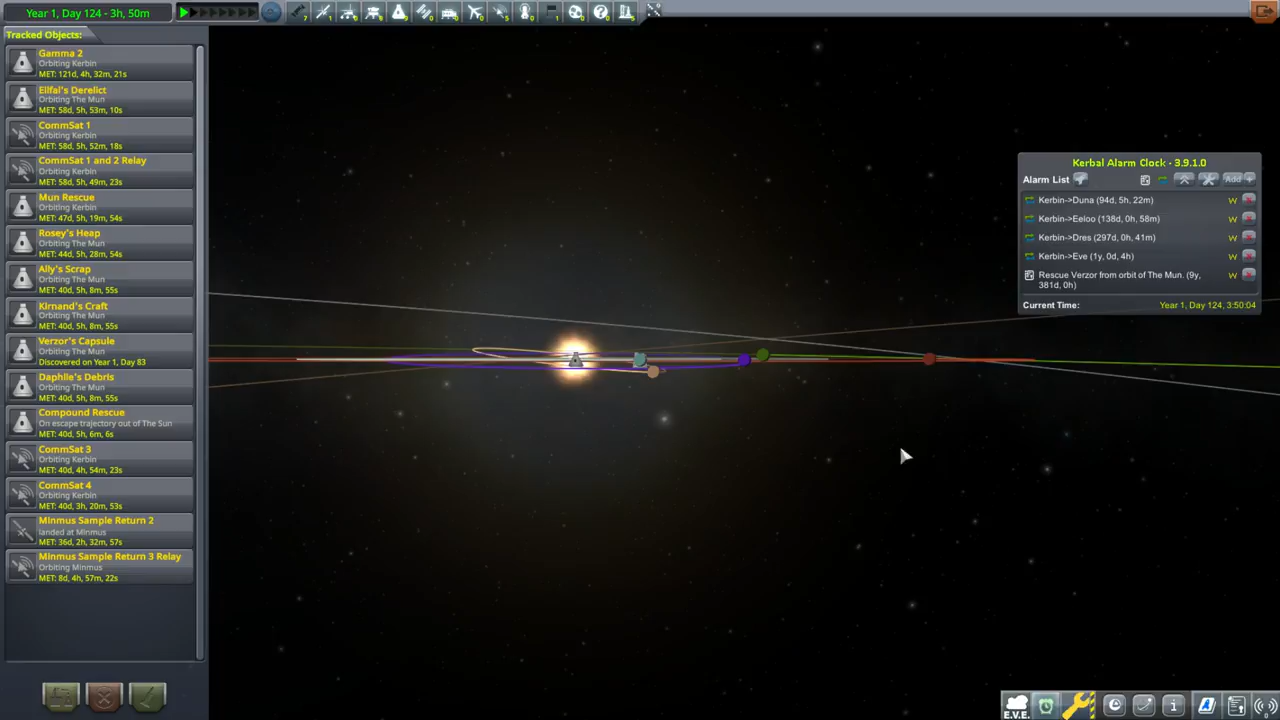 Year 1, Day 124 - 3h, 50m
Tracked Objects:
Gamma 2
Orbiting Kerbin
MET: 121d, 4h, 32m, 21s
Eilfal's Derelict
Orbiting The Mun
MET: 58d, 5h, 53m, 10s
CommSat 1
Orbiting Kerbin
MET: 58d, 5h, 52m, 18s
CommSat 1 and 2 Relay
Orbiting Kerbin
MET: 58d, 5h, 49m, 23s
Mun Rescue
Orbiting Kerbin
MET: 47d, 5h, 19m, 54s
Rosey's Heap
Orbiting The Mun
MET: 44d, 5h, 28m, 54s
Ally's Scrap
Orbiting The Mun
MET: 40d, 5h, 8m, 55s
Kirnand's Craft
Orbiting The Mun
MET: 40d, 5h, 8m, 55s
Verzor's Capsule
Orbiting The Mun
Discovered on Year 1, Day 83
Daphlie's Debris
Orbiting The Mun
MET: 40d, 5h, 8m, 55s
Compound Rescue
On escape trajectory out of The Sun
MET: 40d, 5h, 6m, 6s
CommSat 3
Orbiting Kerbin
MET: 40d, 4h, 54m, 23s
CommSat 4
Orbiting Kerbin
MET: 40d, 3h, 20m, 53s
Minmus Sample Return 2
landed at Minmus
MET: 36d, 2h, 32m, 57s
Minmus Sample Return 3 Relay
Orbiting Minmus
MET: 8d, 4h, 57m, 22s
Kerbal Alarm Clock - 3.9.1.0
Alarm List
Add +
Kerbin->Duna (94d, 5h, 22m) W
Kerbin->Eeloo (138d, 0h, 58m) W
Kerbin->Dres (297d, 0h, 41m) W
Kerbin->Eve (1y, 0d, 4h) W
Rescue Verzor from orbit of The Mun. (9y, W
381d, 0h)
Current Time: Year 1, Day 124, 3:50:04
E.V.E.